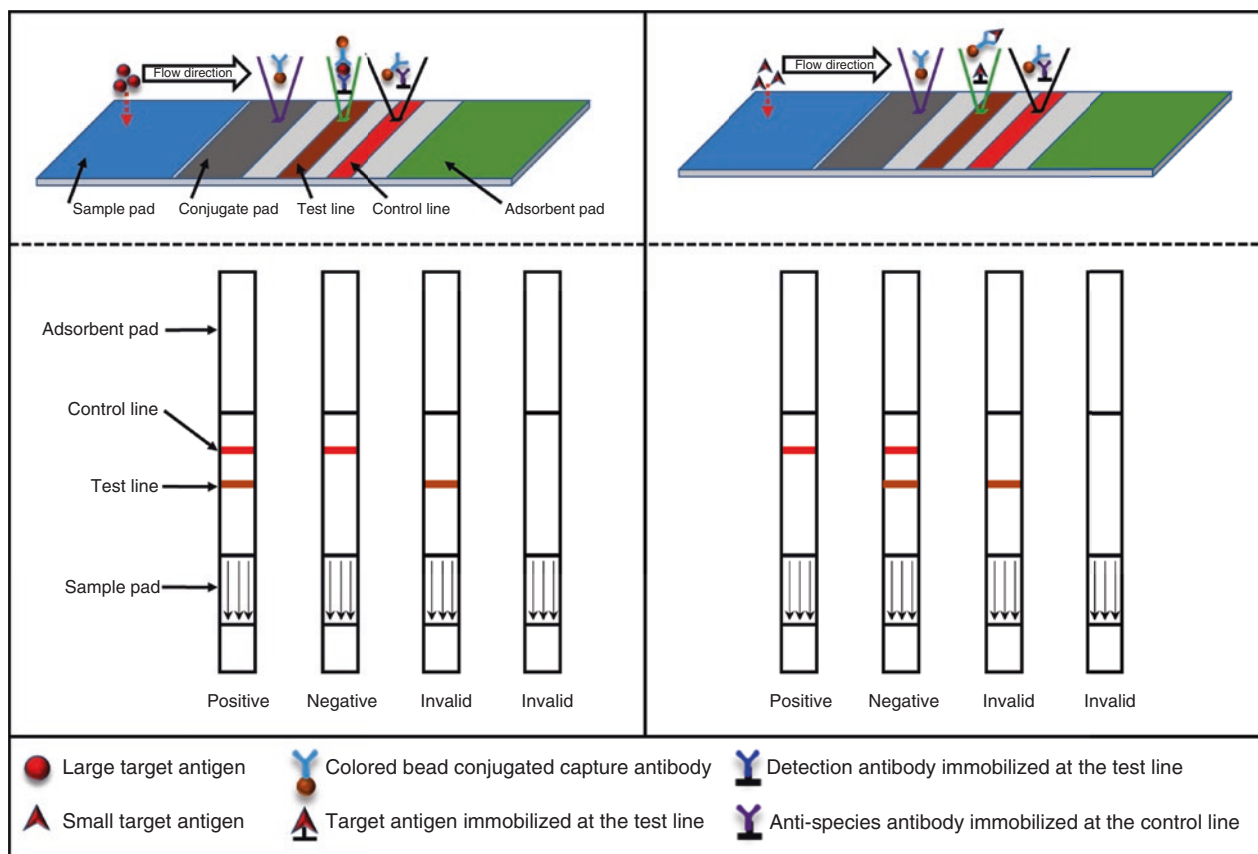 Flow direction
Sample pad
Conjugate pad
Test line
Control line
Adsorbent pad
Flow direction
Adsorbent pad
Control line
Test line
Sample pad
Positive
Negative
Invalid
Invalid
Positive
Negative
Invalid
Invalid
Large target antigen
Colored bead conjugated capture antibody
Detection antibody immobilized at the test line
Small target antigen
Target antigen immobilized at the test line
Anti-species antibody immobilized at the control line